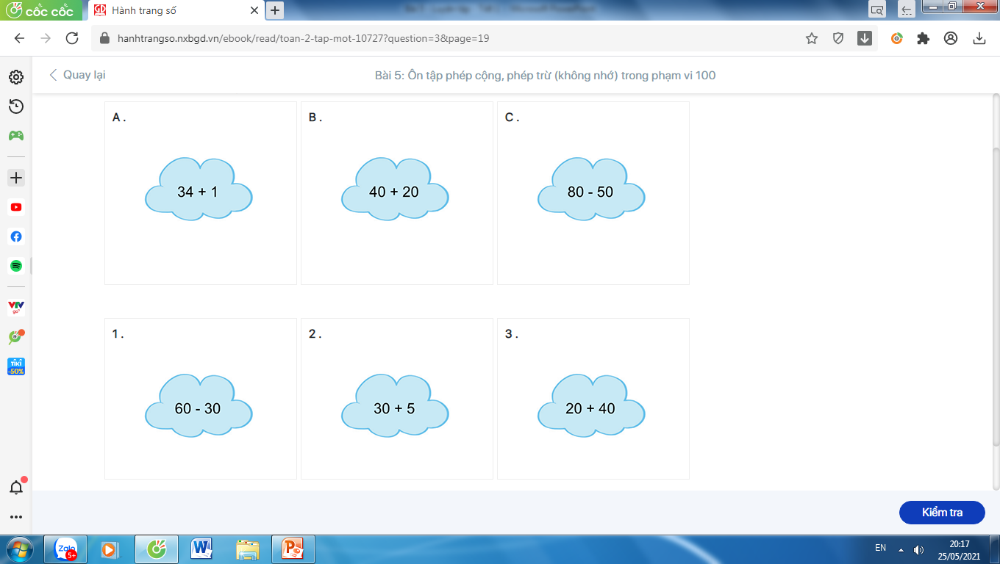 cốc cốc
Hành trang số
hanhtrangso.nxbgd.vn/ebook/read/toan-2-tap-mot-10727?question=3&page=19
Quay lại
Bài 5: Ôn tập phép cộng, phép trừ (không nhớ) trong phạm vi 100
A .
B .
C .
34 + 1
40 + 20
80 - 50
1 .
2 .
3 .
60 - 30
30 + 5
20 + 40
VTV
go
TIKI
-50%
Kiểm tra
Zalo
5+
EN
20:17
25/05/2021